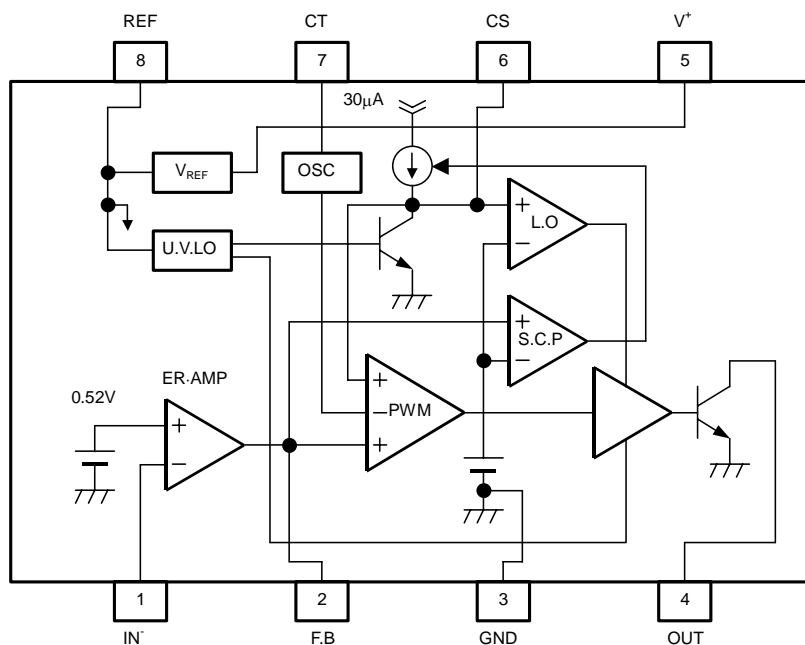 REF CT CS V⁺
8 7 6 5
30μA
V_REF OSC
+
L.O
−
U.V.LO
+
S.C.P
−
ER·AMP
0.52V
+
−
+
−PWM
+
1 2 3 4
IN⁻ F.B GND OUT